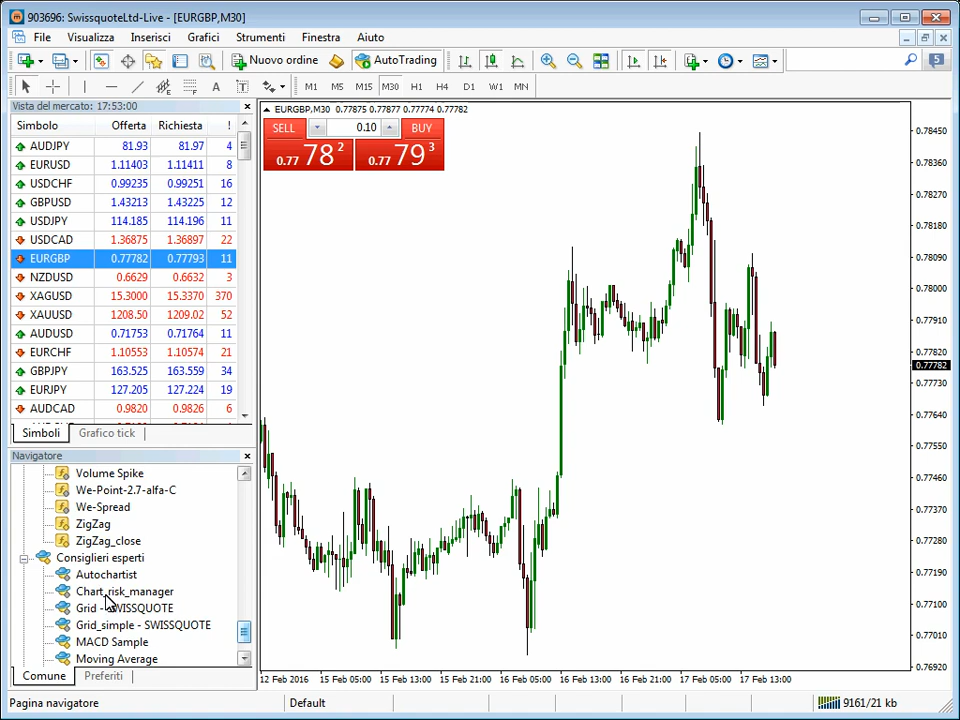 903696: SwissquoteLtd-Live - [EURGBP,M30]
File Visualizza Inserisci Grafici Strumenti Finestra Aiuto
Nuovo ordine AutoTrading 5
A T M1 M5 M15 M30 H1 H4 D1 W1 MN
Vista del mercato: 17:53:00
Simbolo Offerta Richiesta !
AUDJPY 81.93 81.97 4
EURUSD 1.11403 1.11411 8
USDCHF 0.99235 0.99251 16
GBPUSD 1.43213 1.43225 12
USDJPY 114.185 114.196 11
USDCAD 1.36875 1.36897 22
EURGBP 0.77782 0.77793 11
NZDUSD 0.6629 0.6632 3
XAGUSD 15.3000 15.3370 370
XAUUSD 1208.50 1209.02 52
AUDUSD 0.71753 0.71764 11
EURCHF 1.10553 1.10574 21
GBPJPY 163.525 163.559 34
EURJPY 127.205 127.224 19
AUDCAD 0.9820 0.9826 6
Simboli Grafico tick
Navigatore
Volume Spike
We-Point-2.7-alfa-C
We-Spread
ZigZag
ZigZag_close
Consiglieri esperti
Autochartist
Chart_risk_manager
Grid - SWISSQUOTE
Grid_simple - SWISSQUOTE
MACD Sample
Moving Average
Comune Preferiti
EURGBP,M30 0.77875 0.77877 0.77774 0.77782
SELL 0.10 BUY
0.77 78 2 0.77 79 3
0.78450
0.78360
0.78270
0.78180
0.78090
0.78000
0.77910
0.77820
0.77782
0.77730
0.77640
0.77550
0.77460
0.77370
0.77280
0.77190
0.77100
0.77010
0.76920
12 Feb 2016 15 Feb 05:00 15 Feb 13:00 15 Feb 21:00 16 Feb 05:00 16 Feb 13:00 16 Feb 21:00 17 Feb 05:00 17 Feb 13:00
Pagina navigatore Default 9161/21 kb